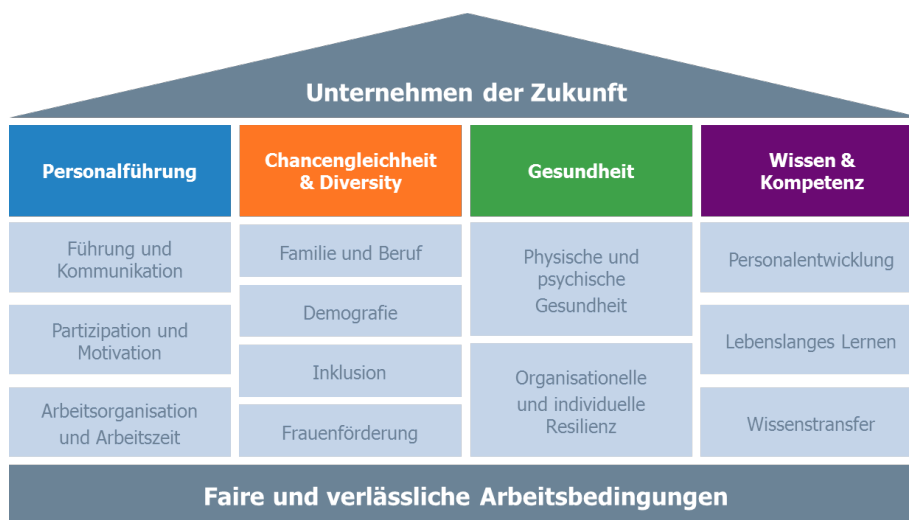 Unternehmen der Zukunft
Personalführung
Führung und
Kommunikation
Partizipation und
Motivation
Arbeitsorganisation
und Arbeitszeit
Chancengleichheit
& Diversity
Familie und Beruf
Demografie
Inklusion
Frauenförderung
Gesundheit
Physische und
psychische
Gesundheit
Organisationelle
und individuelle
Resilienz
Wissen &
Kompetenz
Personalentwicklung
Lebenslanges Lernen
Wissenstransfer
Faire und verlässliche Arbeitsbedingungen